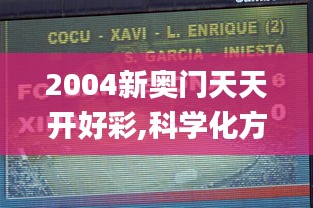 COCU - XAVI - L. ENRIQUE (2)
S. GARCIA - INIESTA
2004新奥门天天
开好彩,科学化方